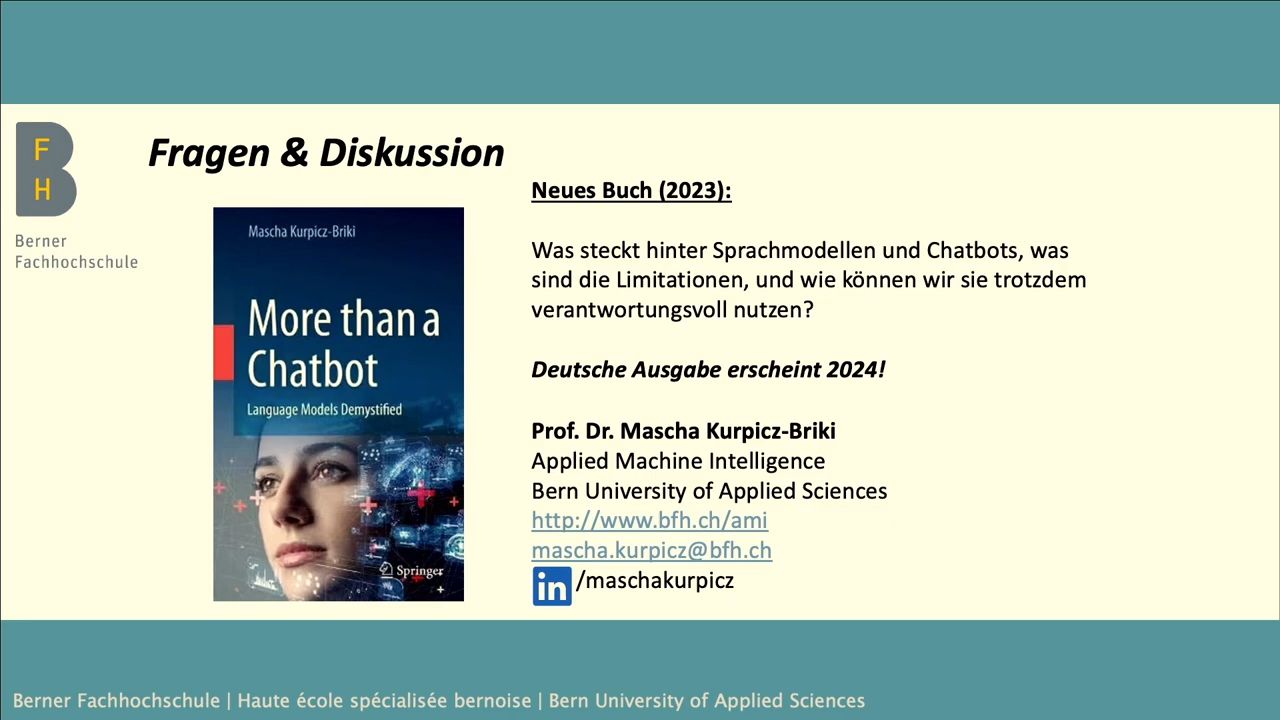 F
H
Berner
Fachhochschule
Fragen & Diskussion
Mascha Kurpicz-Briki
More than a
Chatbot
Language Models Demystified
Springer
Neues Buch (2023):
Was steckt hinter Sprachmodellen und Chatbots, was
sind die Limitationen, und wie können wir sie trotzdem
verantwortungsvoll nutzen?
Deutsche Ausgabe erscheint 2024!
Prof. Dr. Mascha Kurpicz-Briki
Applied Machine Intelligence
Bern University of Applied Sciences
http://www.bfh.ch/ami
mascha.kurpicz@bfh.ch
in /maschakurpicz
Berner Fachhochschule | Haute école spécialisée bernoise | Bern University of Applied Sciences